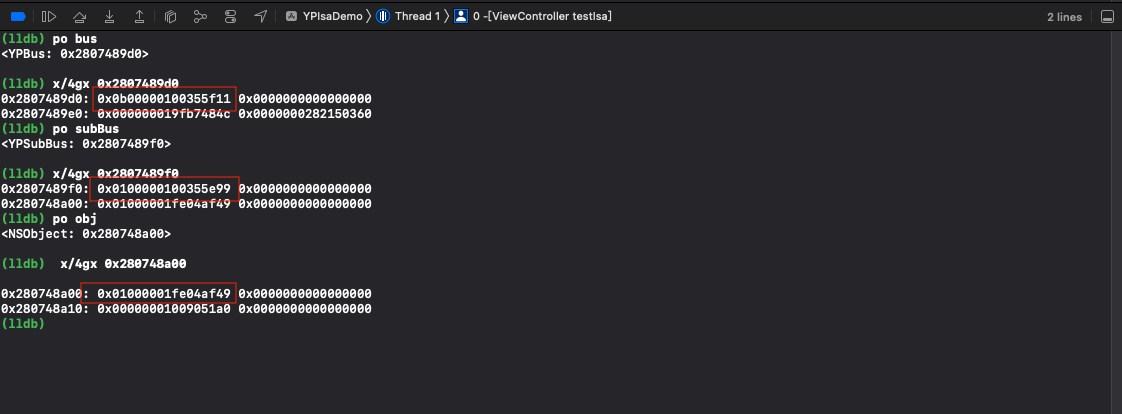 YPIsaDemo 〉 Thread 1 〉 0 -[ViewController testIsa] 2 lines
(lldb) po bus
<YPBus: 0x2807489d0>
(lldb) x/4gx 0x2807489d0
0x2807489d0: 0x0b00000100355f11 0x0000000000000000
0x2807489e0: 0x000000019fb7484c 0x0000000282150360
(lldb) po subBus
<YPSubBus: 0x2807489f0>
(lldb) x/4gx 0x2807489f0
0x2807489f0: 0x0100000100355e99 0x0000000000000000
0x280748a00: 0x01000001fe04af49 0x0000000000000000
(lldb) po obj
<NSObject: 0x280748a00>
(lldb)  x/4gx 0x280748a00
0x280748a00: 0x01000001fe04af49 0x0000000000000000
0x280748a10: 0x00000001009051a0 0x0000000000000000
(lldb)